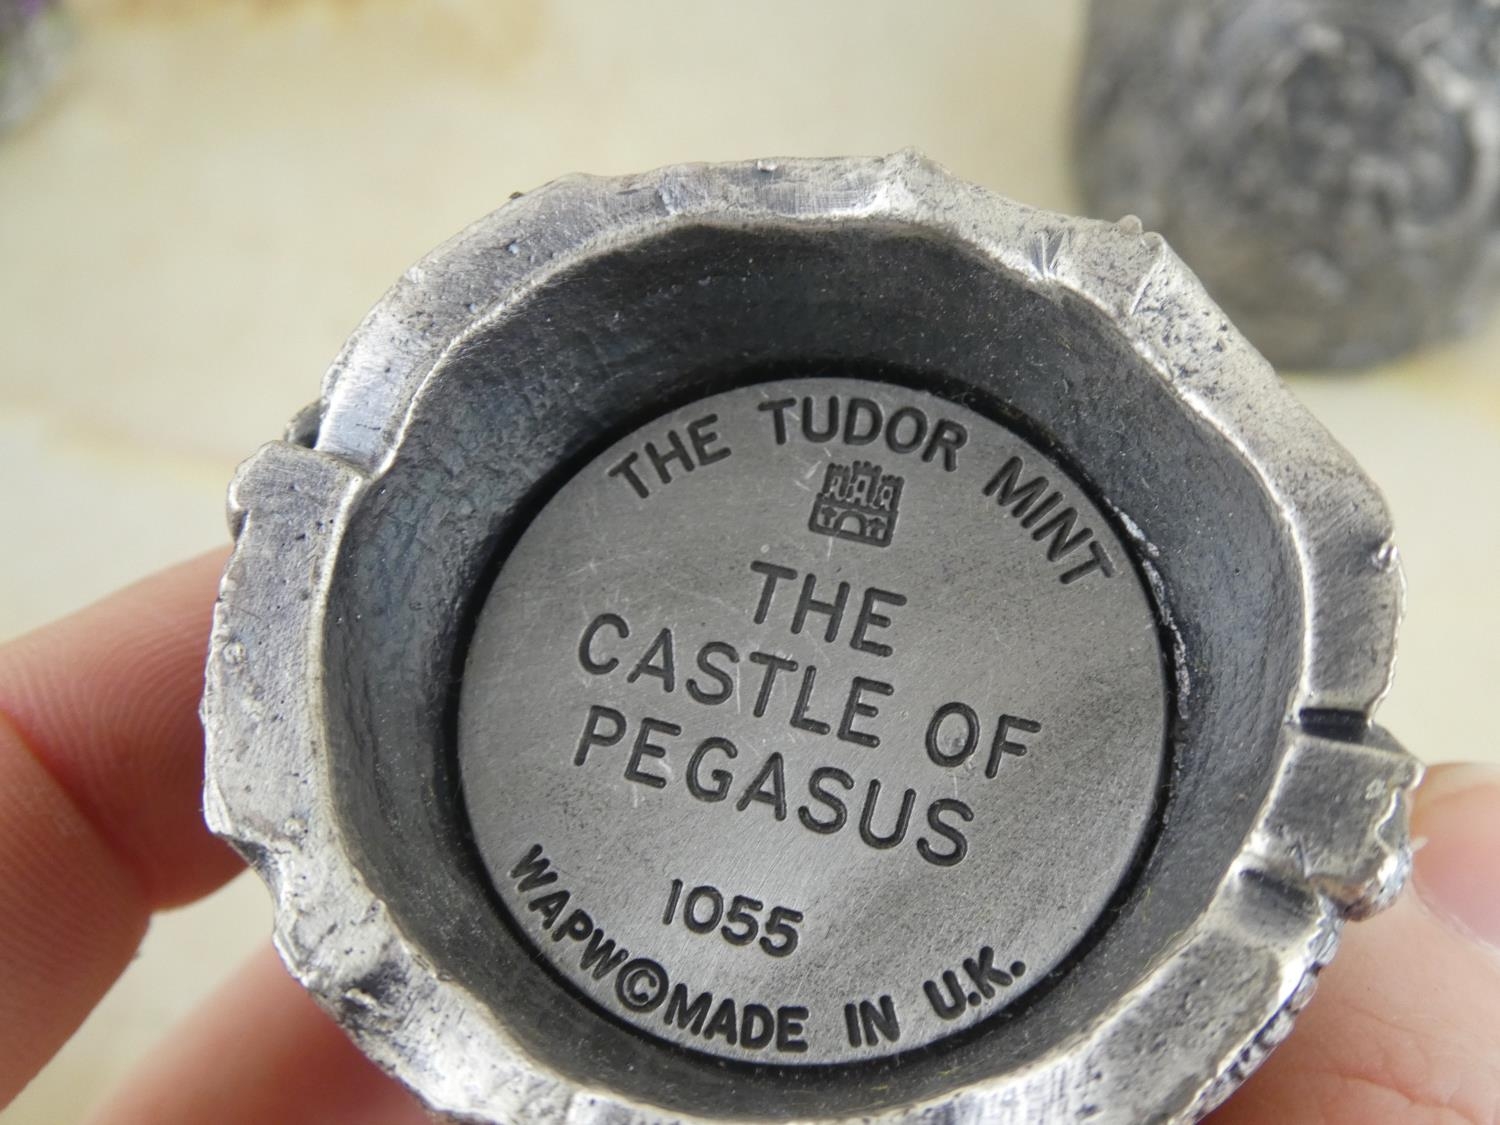 THE TUDOR MINT
THE
CASTLE OF
PEGASUS
1055
WAPW©MADE IN U.K.